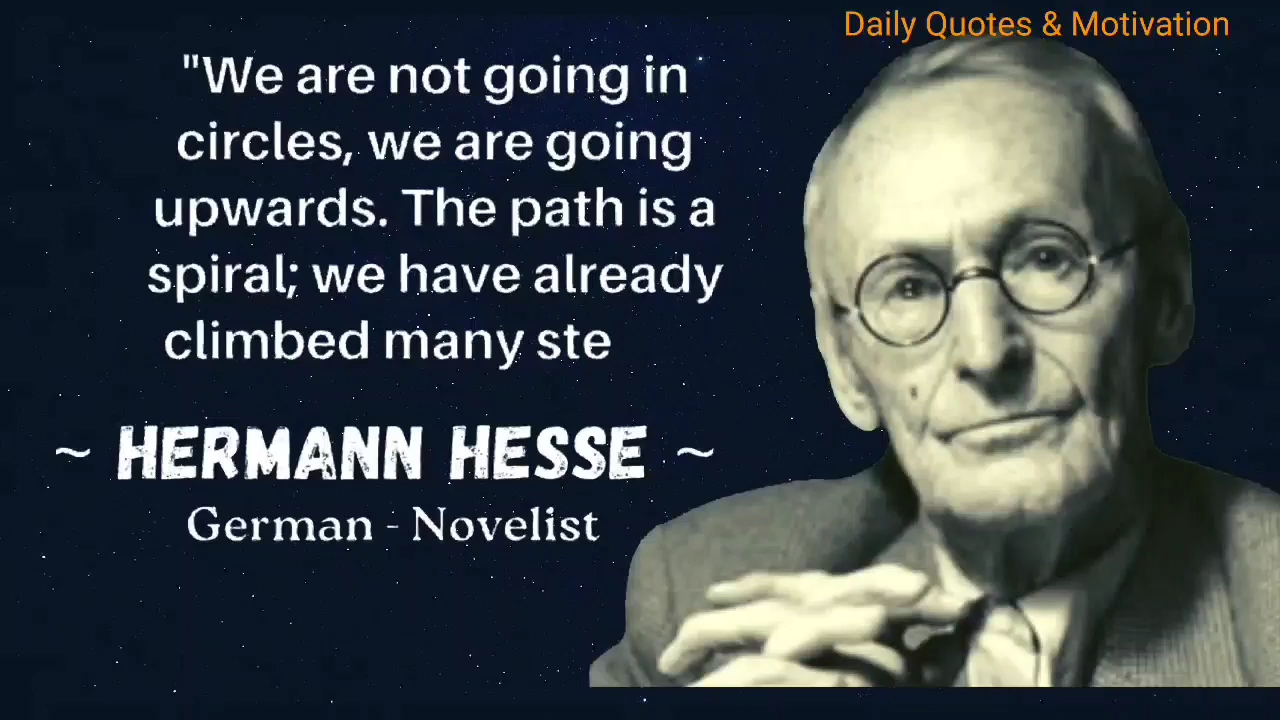 Daily Quotes & Motivation
"We are not going in
circles, we are going
upwards. The path is a
spiral; we have already
climbed many ste
~ HERMANN HESSE ~
German - Novelist